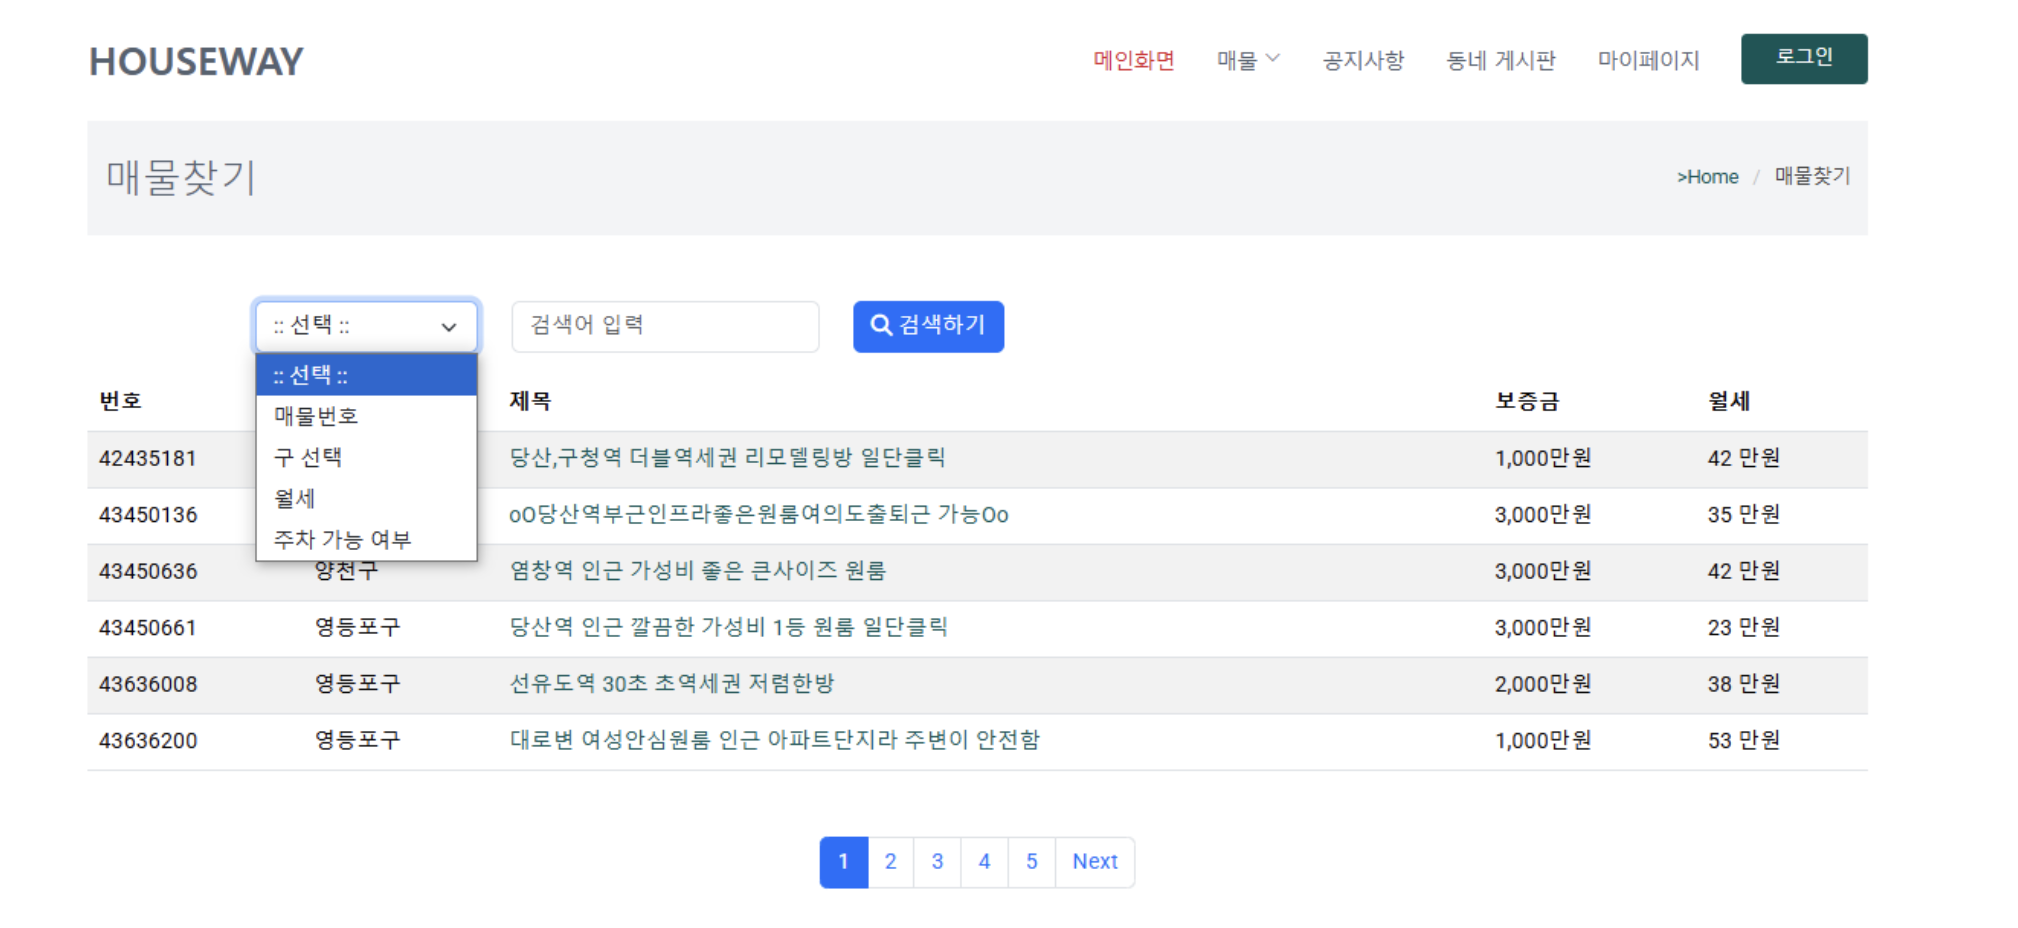 HOUSEWAY 메인화면 매물 공지사항 동네 게시판 마이페이지 로그인
매물찾기 >Home / 매물찾기
:: 선택 :: 검색어 입력 검색하기
:: 선택 ::
매물번호
구 선택
월세
주차 가능 여부
번호 제목 보증금 월세
42435181 당산,구청역 더블역세권 리모델링방 일단클릭 1,000만원 42 만원
43450136 oO당산역부근인프라좋은원룸여의도출퇴근 가능Oo 3,000만원 35 만원
43450636 양천구 염창역 인근 가성비 좋은 큰사이즈 원룸 3,000만원 42 만원
43450661 영등포구 당산역 인근 깔끔한 가성비 1등 원룸 일단클릭 3,000만원 23 만원
43636008 영등포구 선유도역 30초 초역세권 저렴한방 2,000만원 38 만원
43636200 영등포구 대로변 여성안심원룸 인근 아파트단지라 주변이 안전함 1,000만원 53 만원
1 2 3 4 5 Next